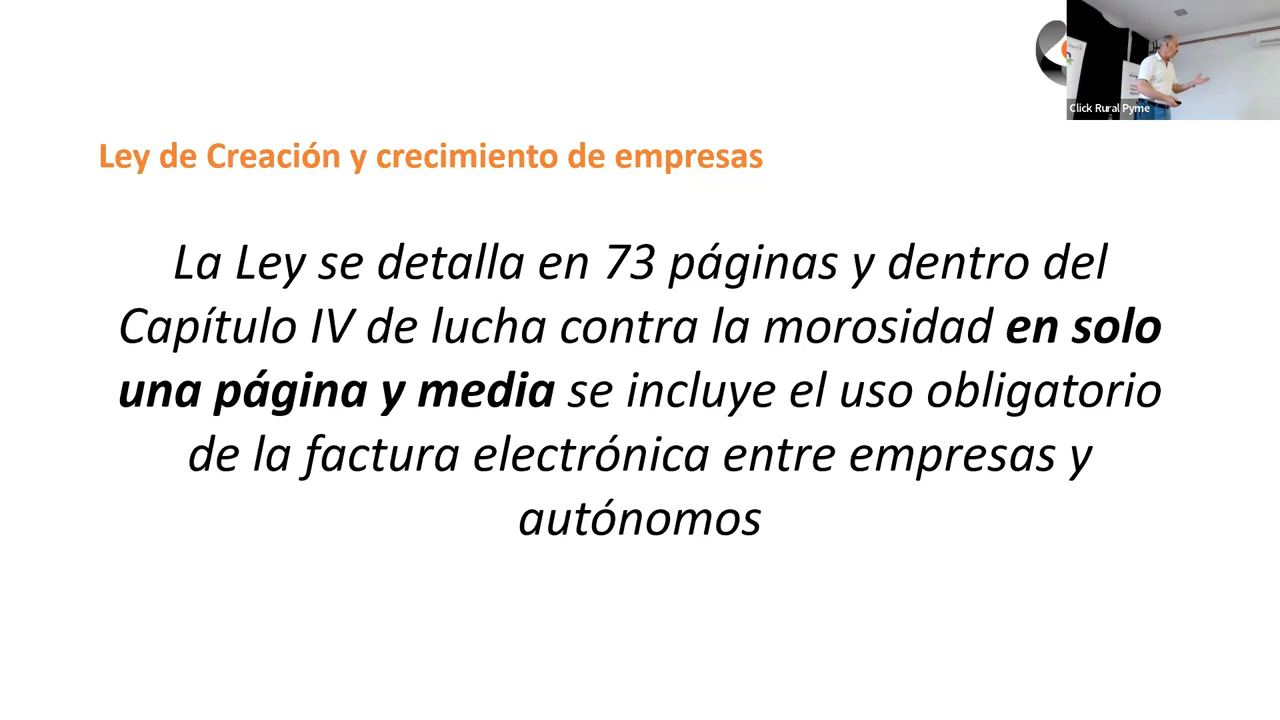 Click Rural Pyme
Ley de Creación y crecimiento de empresas
La Ley se detalla en 73 páginas y dentro del
Capítulo IV de lucha contra la morosidad en solo
una página y media se incluye el uso obligatorio
de la factura electrónica entre empresas y
autónomos